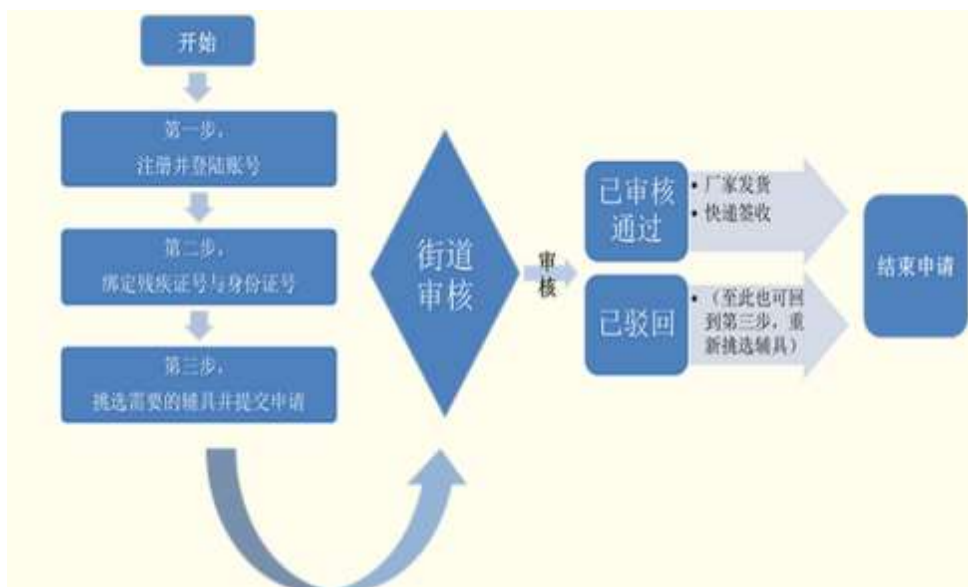 开始
第一步，
注册并登陆账号
第二步，
绑定残疾证号与身份证号
第三步，
挑选需要的辅具并提交申请
街道
审核
审
核
已审核
通过
• 厂家发货
• 快递签收
已驳回
• （至此也可回
到第三步，重
新挑选辅具）
结束申请